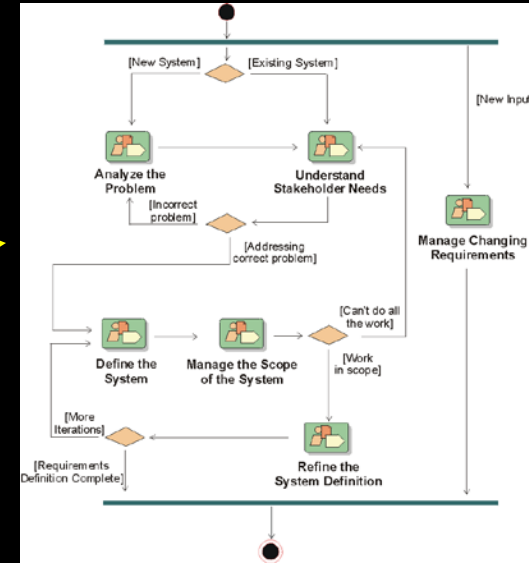 [New System]
[Existing System]
[New Input
Analyze the
Problem
Understand
Stakeholder Needs
[Incorrect
problem]
Manage Changing
Requirements
[Addressing
correct problem]
[Can't do all
the work]
Define the
System
Manage the Scope
of the System
[Work
in scope]
[More
Iterations]
Refine the
System Definition
[Requirements
Definition Complete]